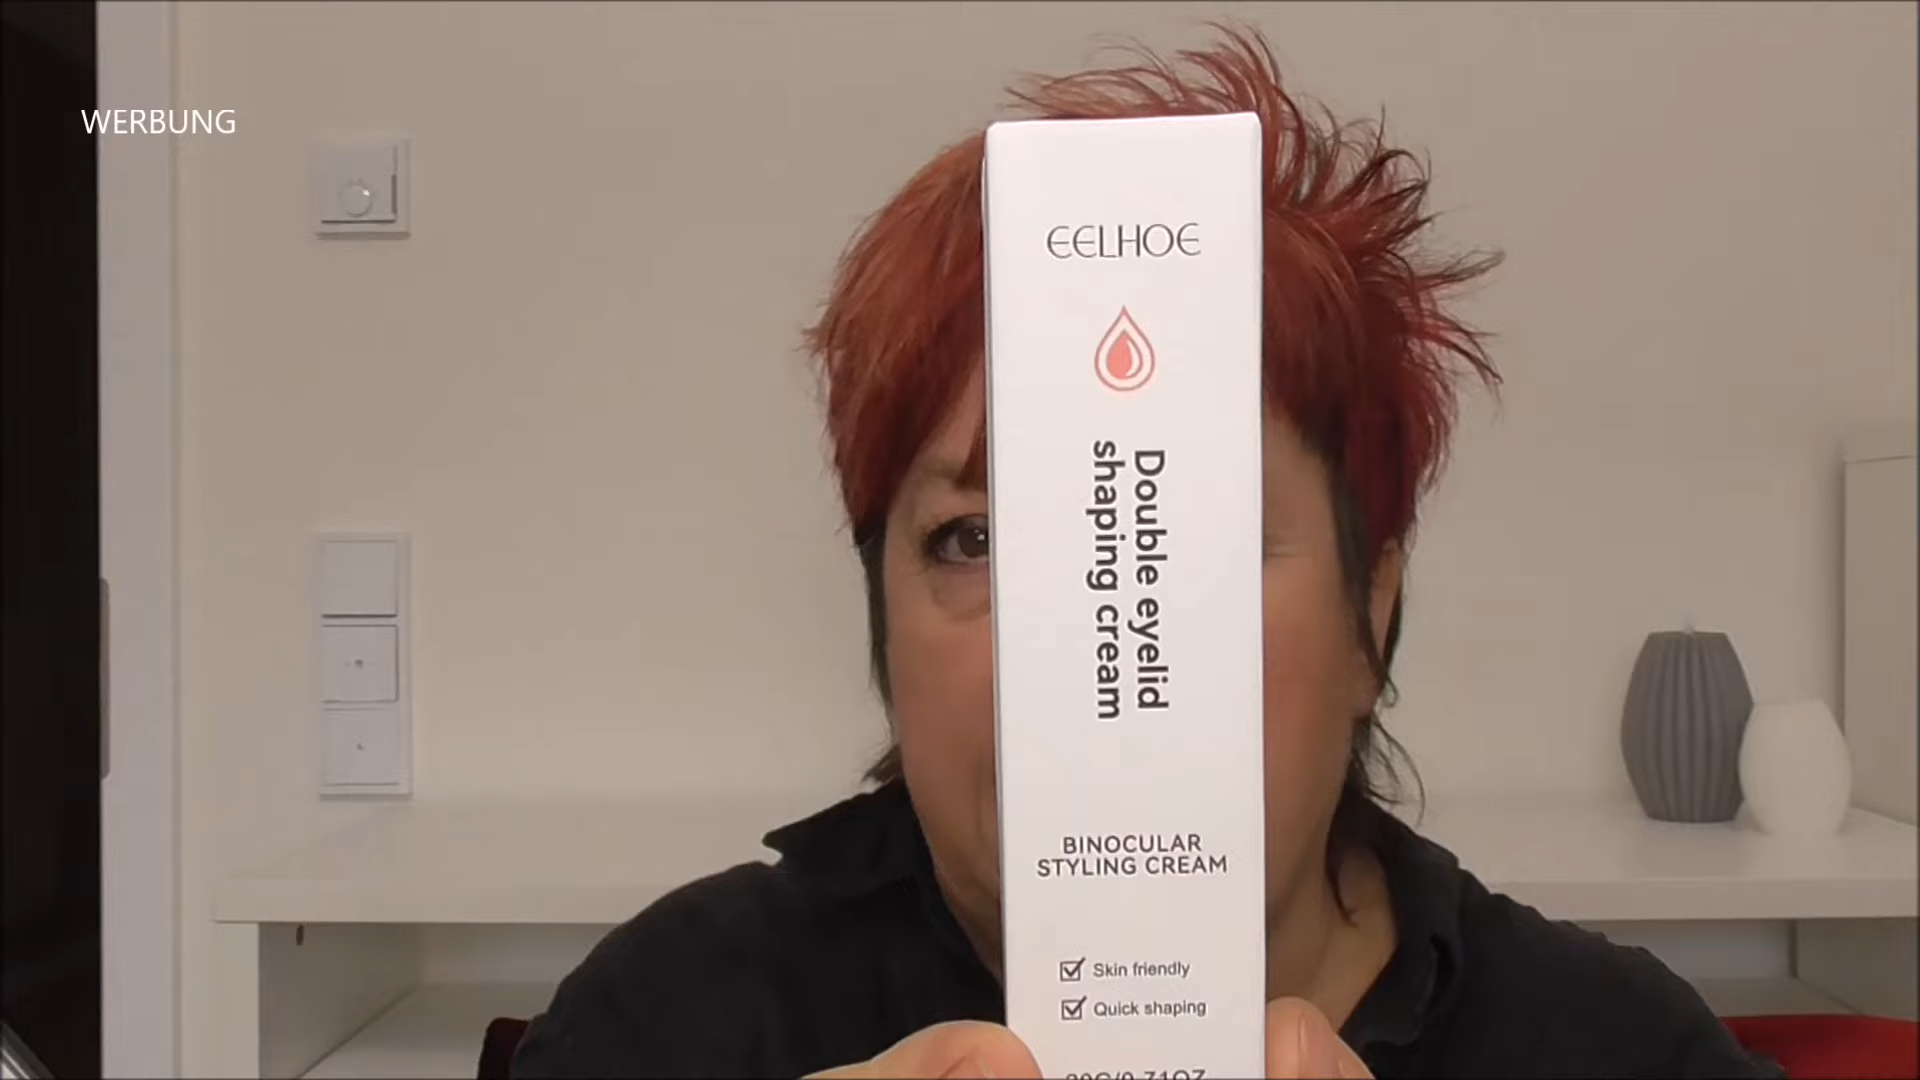 WERBUNG
EELHOE
Double eyelid
shaping cream
BINOCULAR
STYLING CREAM
Skin friendly
Quick shaping